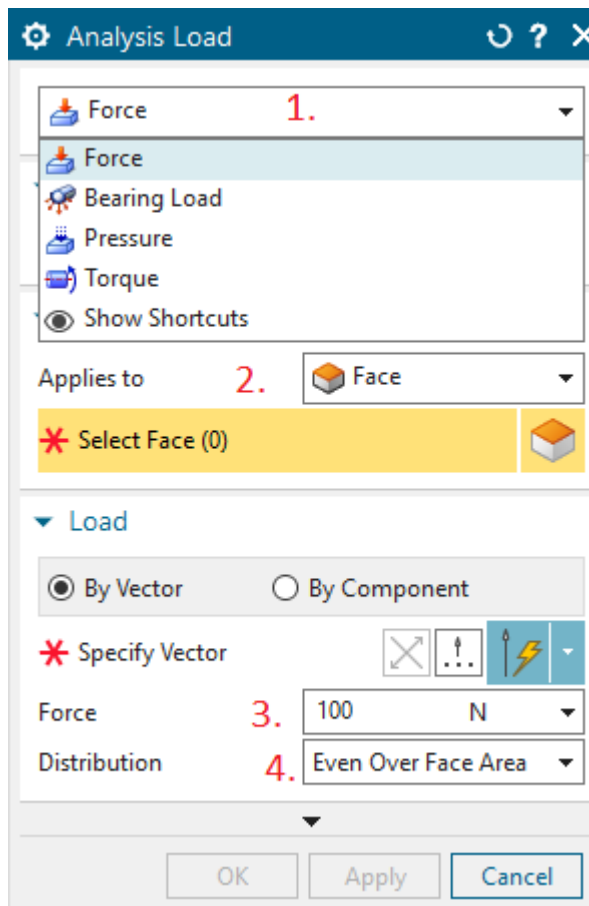 Analysis Load ?
Force 1.
Force
Bearing Load
Pressure
Torque
Show Shortcuts
Applies to 2. Face
Select Face (0)
Load
By Vector By Component
Specify Vector
Force 3. 100 N
Distribution 4. Even Over Face Area
OK Apply Cancel